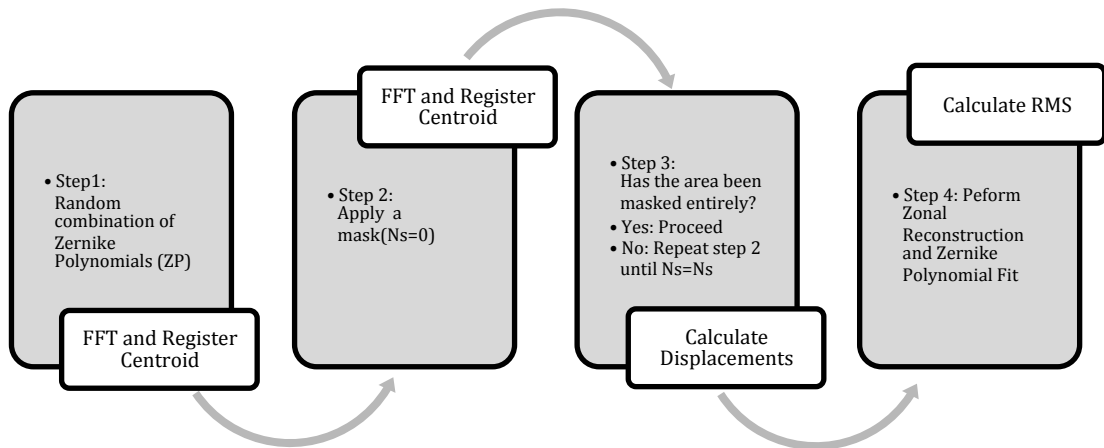 • Step1:
Random
combination of
Zernike
Polynomials (ZP)
FFT and Register
Centroid
FFT and Register
Centroid
• Step 2:
Apply a
mask(Ns=0)
• Step 3:
Has the area been
masked entirely?
• Yes: Proceed
• No: Repeat step 2
until Ns=Ns
Calculate
Displacements
Calculate RMS
• Step 4: Peform
Zonal
Reconstruction
and Zernike
Polynomial Fit